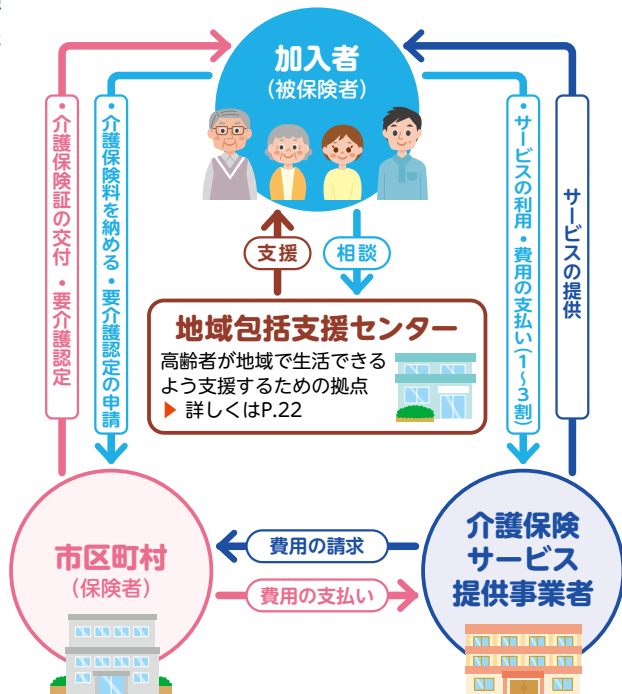 加入者
(被保険者)
・介護保険証の交付 ・要介護認定
・介護保険料を納める ・要介護認定の申請
・サービスの利用 ・費用の支払い(1〜3割)
サービスの提供
支援
相談
地域包括支援センター
高齢者が地域で生活できる
よう支援するための拠点
▶ 詳しくはP.22
市区町村
(保険者)
費用の請求
費用の支払い
介護保険
サービス
提供事業者